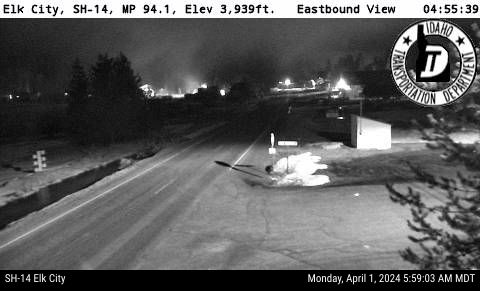 Elk City, SH-14, MP 94.1, Elev 3,939ft. Eastbound View 04:55:39
IDAHO
TRANSPORTATION DEPARTMENT
SH-14 Elk City Monday, April 1, 2024 5:59:03 AM MDT